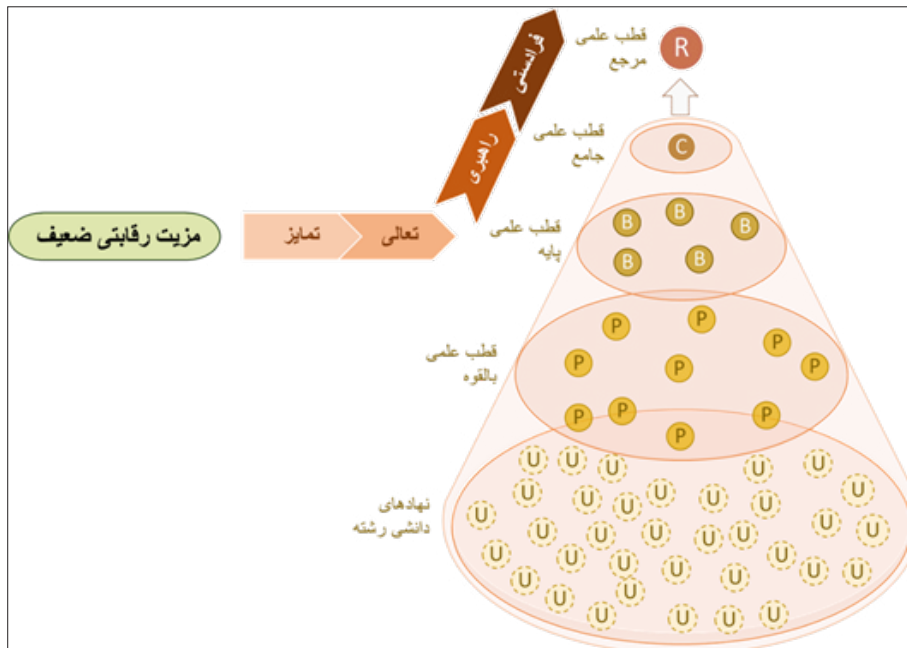 قطب علمی
مرجع
R
فرادستی
راهبری
قطب علمی
جامع
C
مزیت رقابتی ضعیف
تمایز
تعالی
قطب علمی
پایه
B B B
B B
قطب علمی
بالقوه
P P P
P P P
P P P
P
نهادهای
دانشی رشته
U U U U U
U U U U U U U
U U U U U U U U
U U U U U U U
U U U U U
U U U U